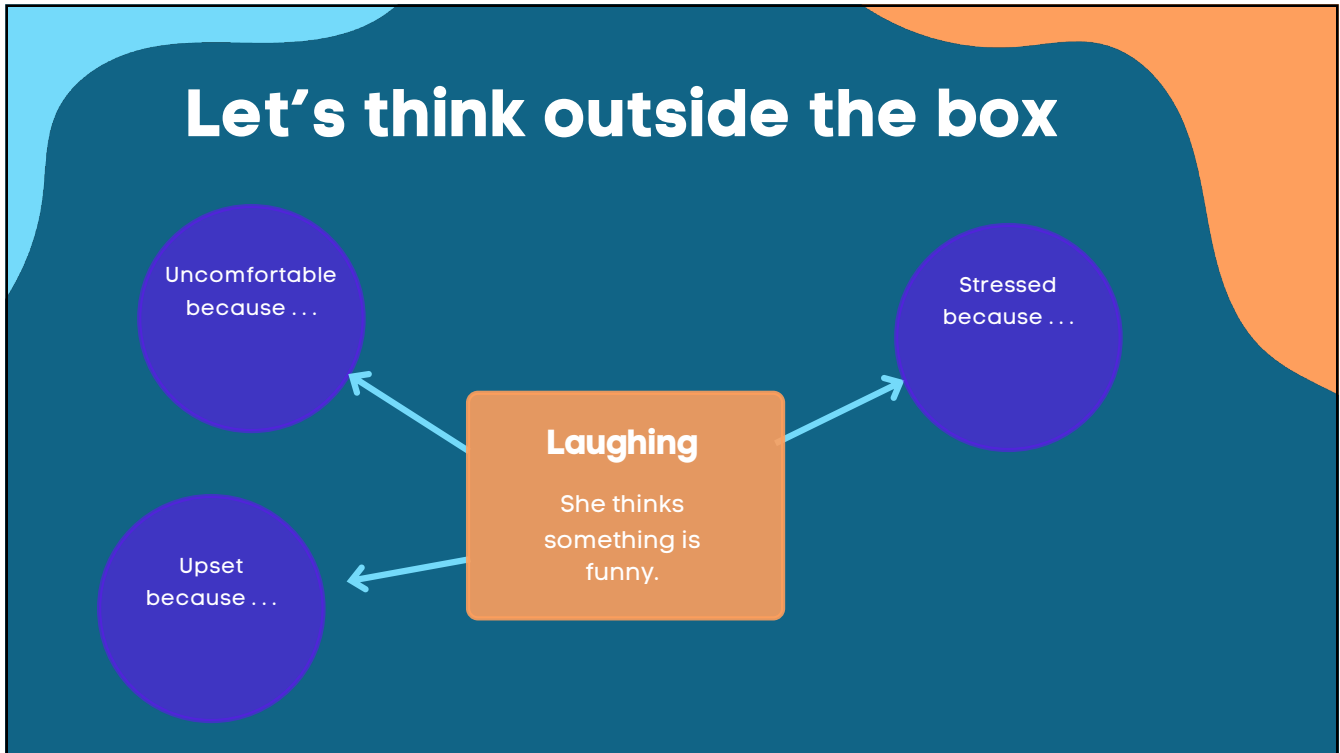 Let’s think outside the box
Uncomfortable
because . . .
Stressed
because . . .
Laughing
She thinks
something is
funny.
Upset
because . . .